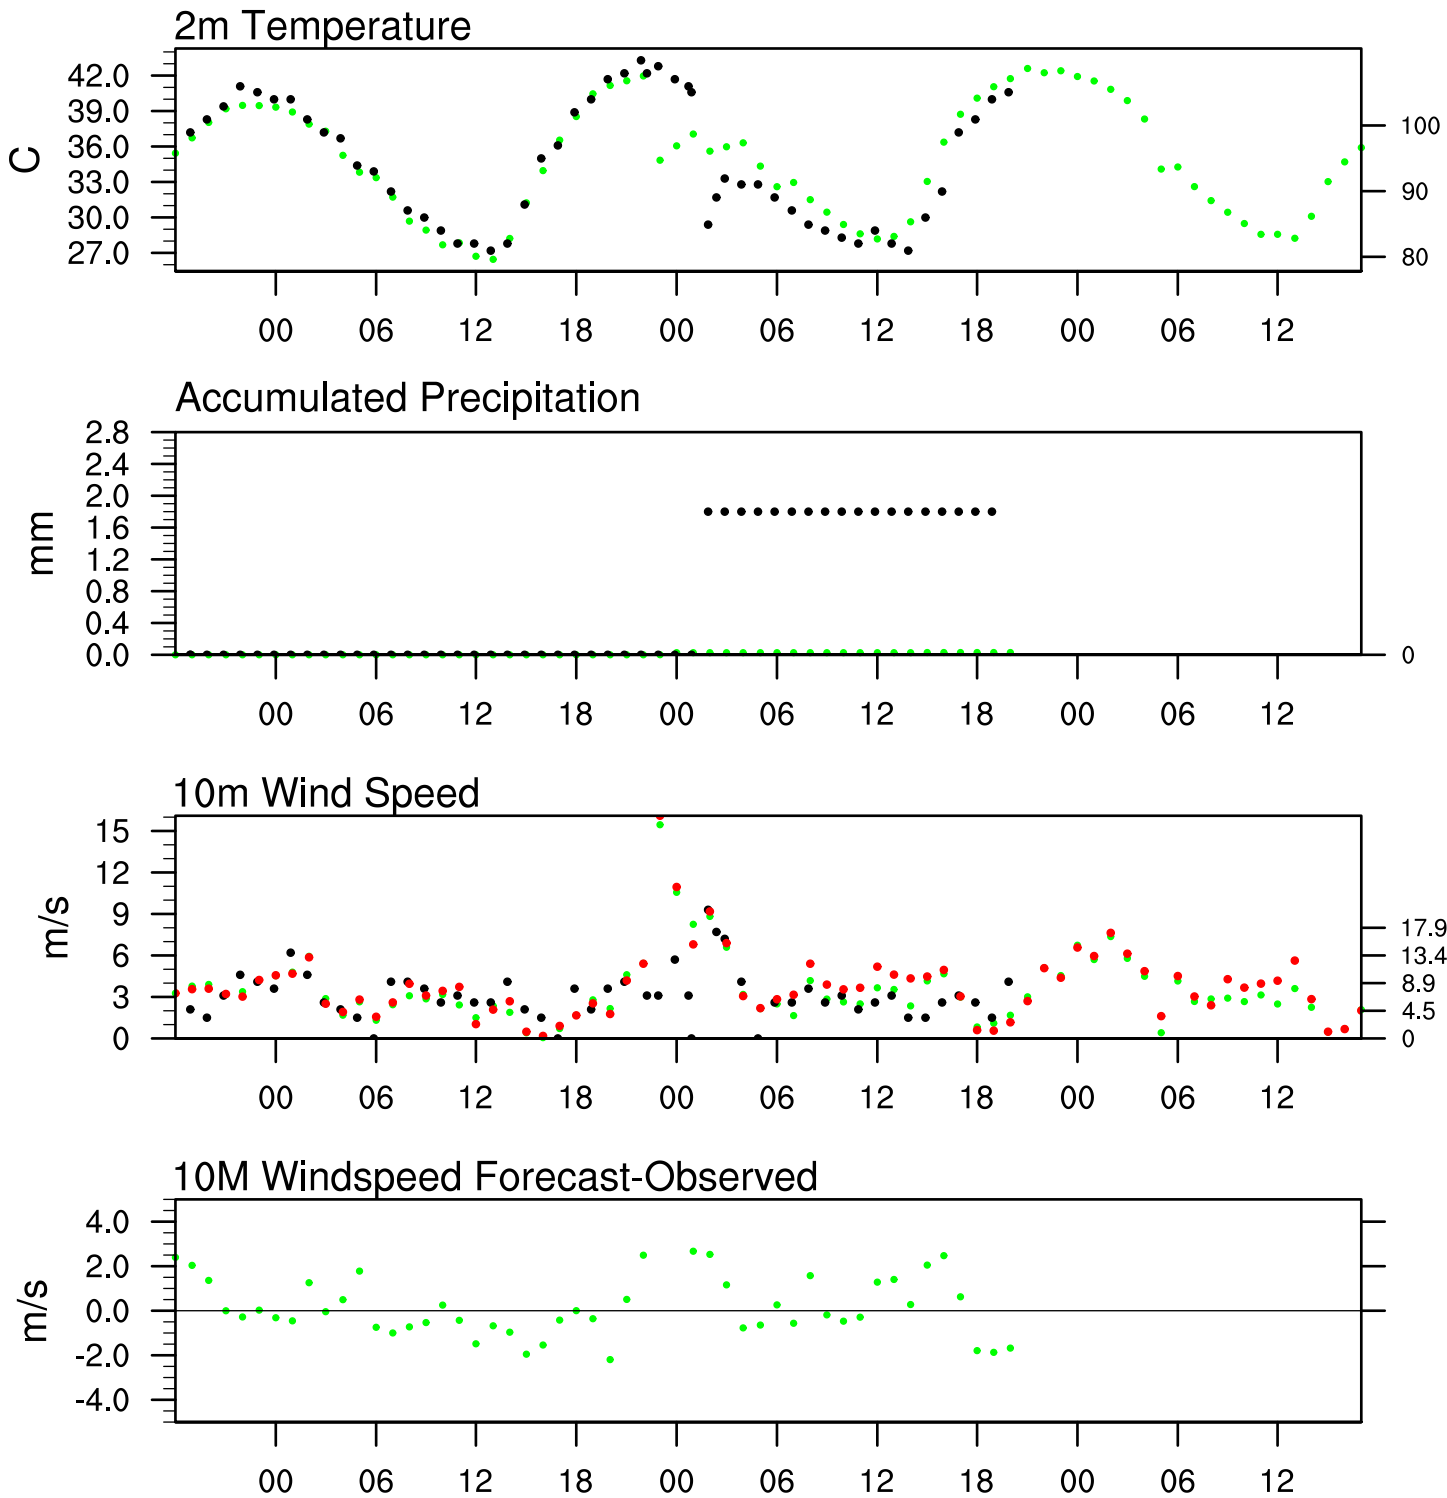 2m Temperature
C
42.0
39.0
36.0
33.0
30.0
27.0
100
90
80
00 06 12 18 00 06 12 18 00 06 12
Accumulated Precipitation
mm
2.8
2.4
2.0
1.6
1.2
0.8
0.4
0.0
0
00 06 12 18 00 06 12 18 00 06 12
10m Wind Speed
m/s
15
12
9
6
3
0
17.9
13.4
8.9
4.5
0
00 06 12 18 00 06 12 18 00 06 12
10M Windspeed Forecast-Observed
m/s
4.0
2.0
0.0
-2.0
-4.0
00 06 12 18 00 06 12 18 00 06 12